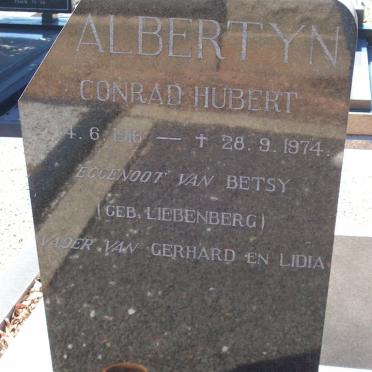 ALBERTYN
CONRAD HUBERT
4.6.1916 — † 28.9.1974
EGGENOOT VAN BETSY
(GEB. LIEBENBERG)
VADER VAN GERHARD EN LIDIA